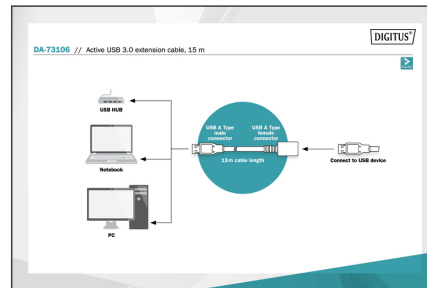 DIGITUS®
DA-73106 // Active USB 3.0 extension cable, 15 m
USB HUB
USB A Type
male
connector
USB A Type
female
connector
15m cable length
Notebook
Connect to USB device
PC